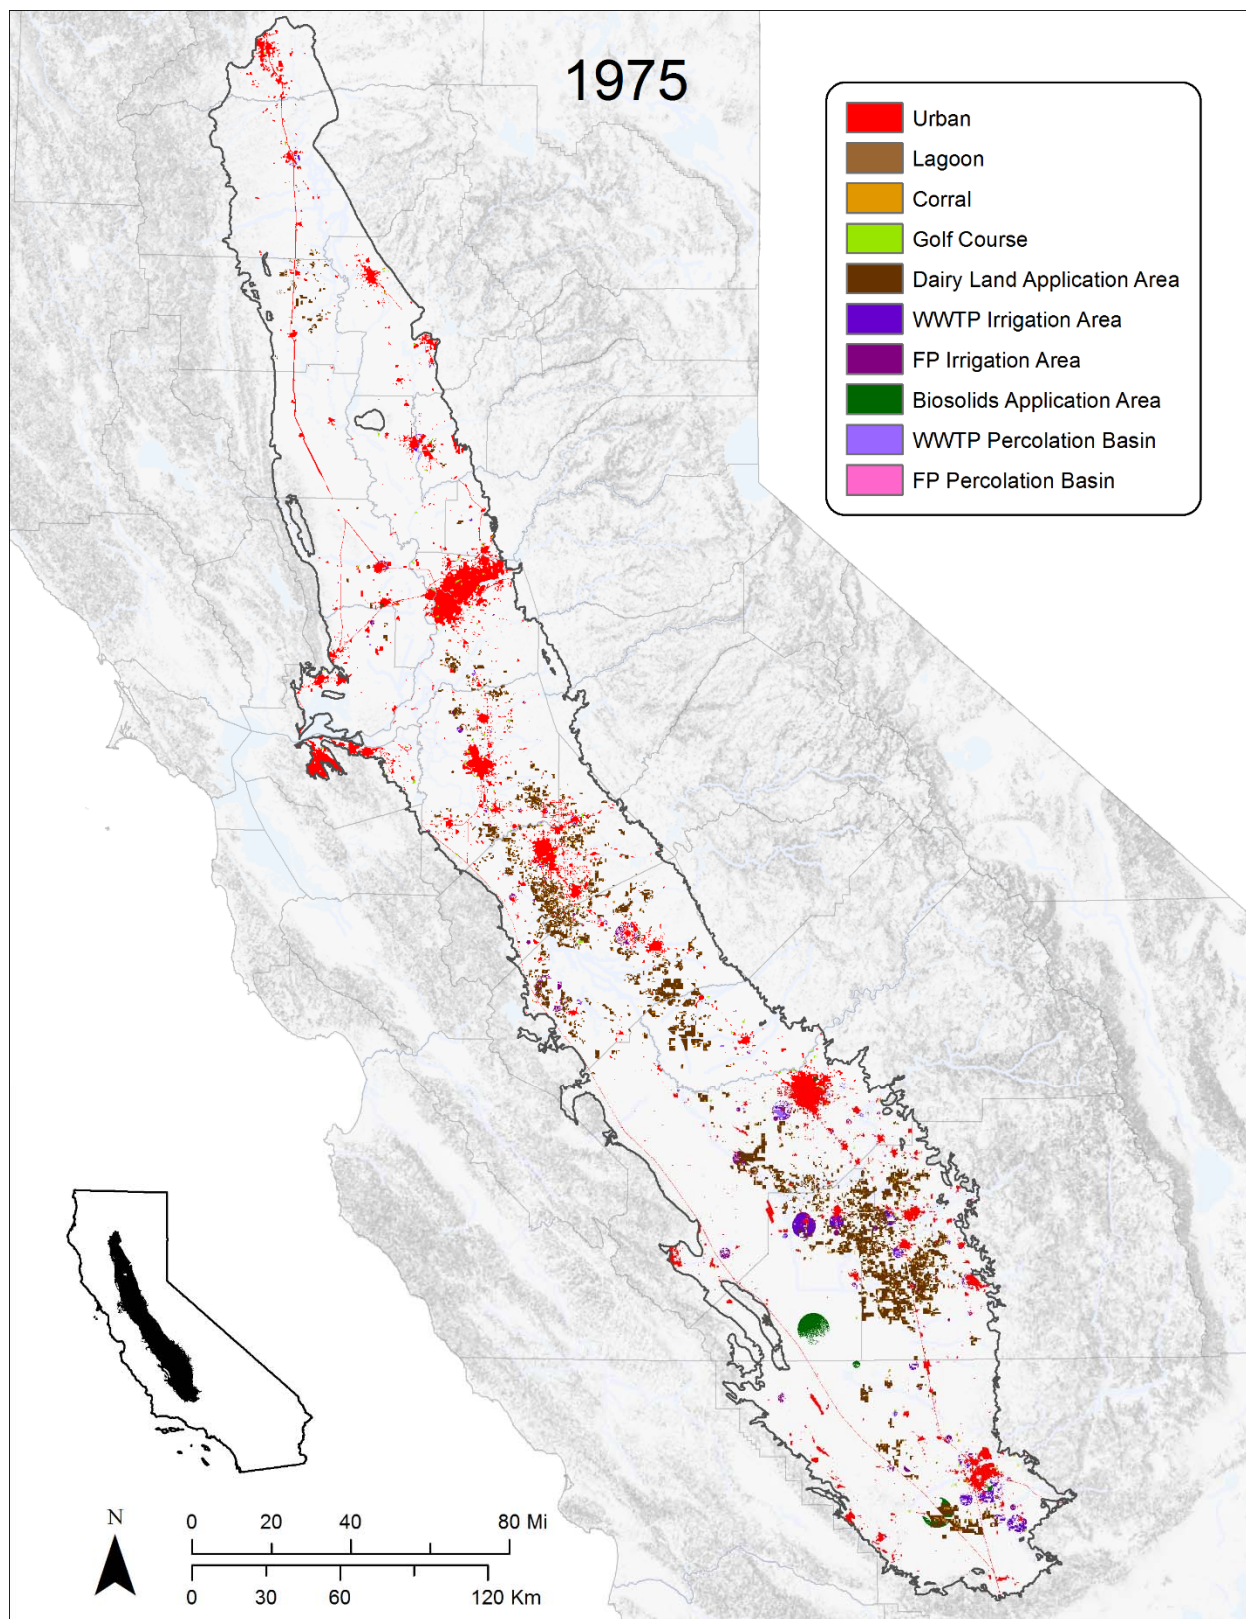 1975
Urban
Lagoon
Corral
Golf Course
Dairy Land Application Area
WWTP Irrigation Area
FP Irrigation Area
Biosolids Application Area
WWTP Percolation Basin
FP Percolation Basin
N
0 20 40 80 Mi
0 30 60 120 Km